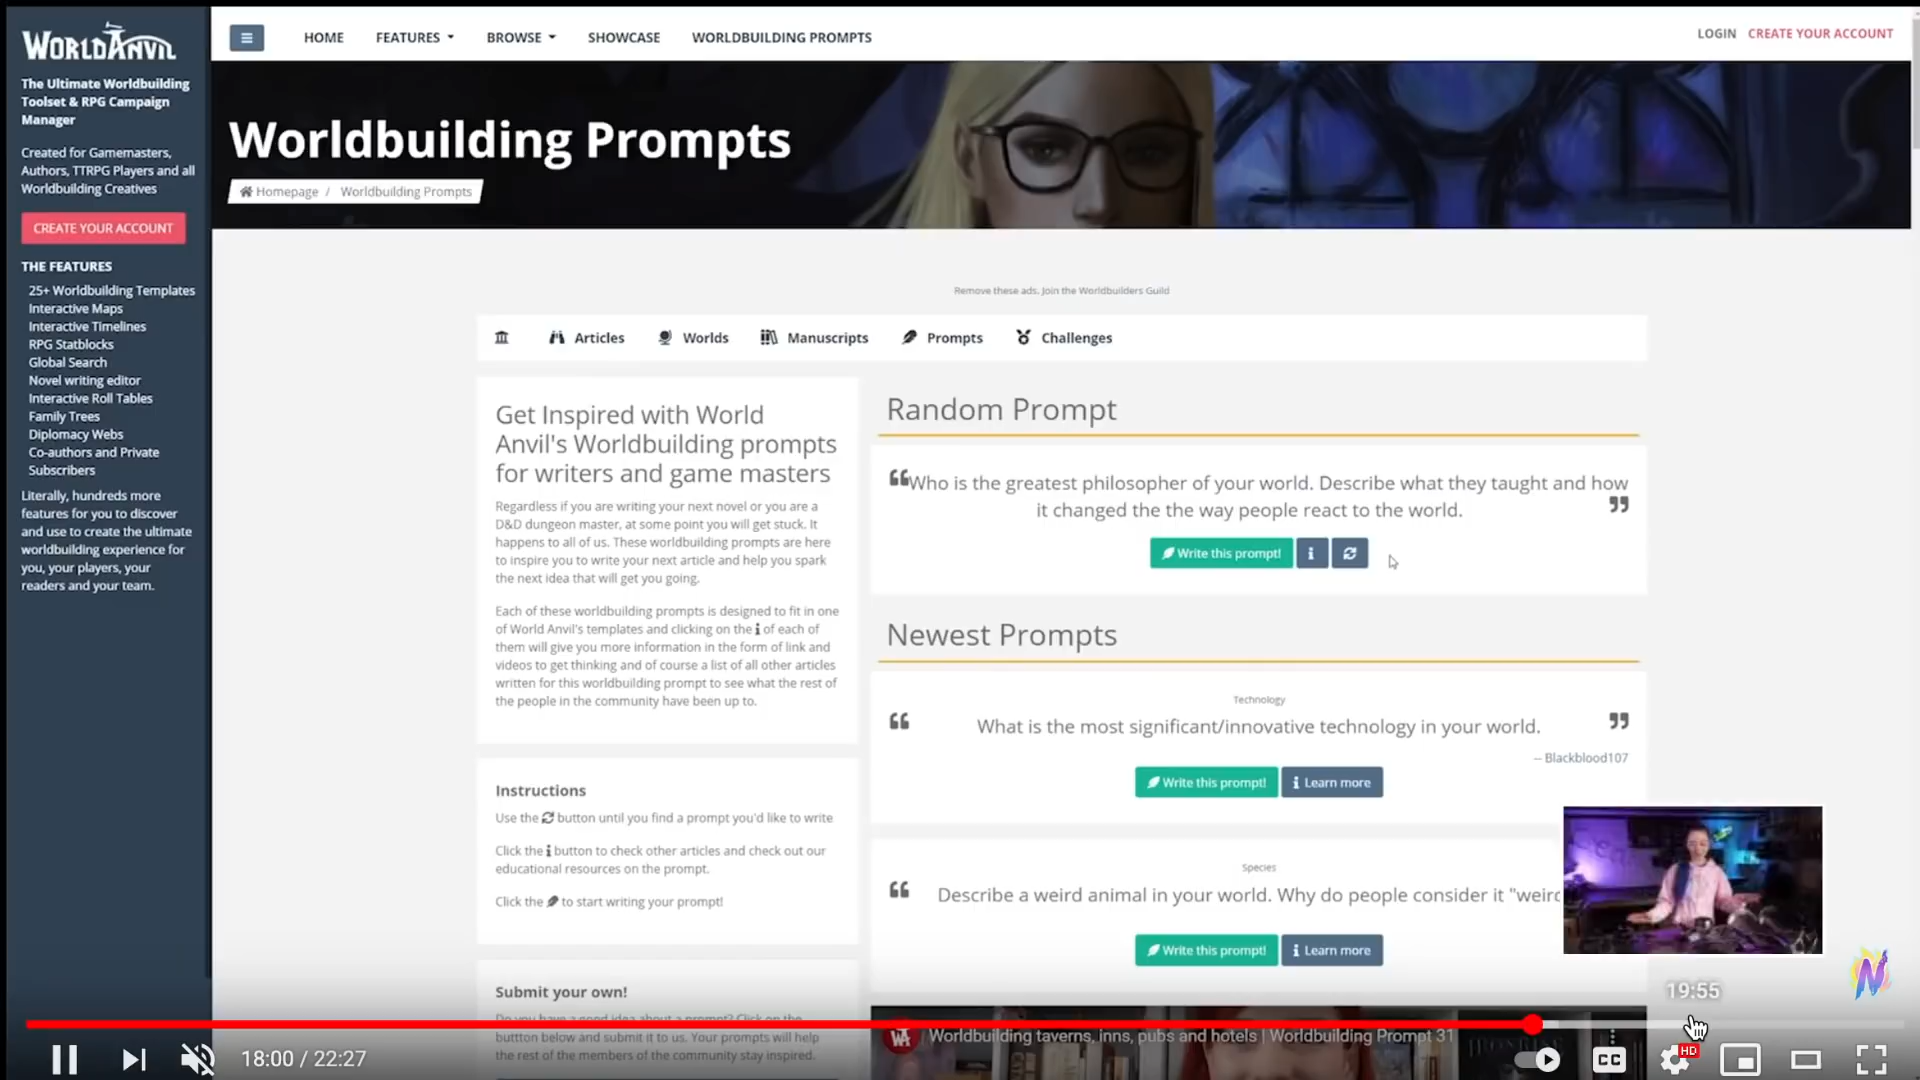 WORLDANVIL
The Ultimate Worldbuilding
Toolset & RPG Campaign
Manager
Created for Gamemasters,
Authors, TTRPG Players and all
Worldbuilding Creatives
CREATE YOUR ACCOUNT
THE FEATURES
25+ Worldbuilding Templates
Interactive Maps
Interactive Timelines
RPG Statblocks
Global Search
Novel writing editor
Interactive Roll Tables
Family Trees
Diplomacy Webs
Co-authors and Private
Subscribers
Literally, hundreds more
features for you to discover
and use to create the ultimate
worldbuilding experience for
you, your players, your
readers and your team.
HOME FEATURES BROWSE SHOWCASE WORLDBUILDING PROMPTS
LOGIN CREATE YOUR ACCOUNT
Worldbuilding Prompts
Homepage / Worldbuilding Prompts
Remove these ads. Join the Worldbuilders Guild
Articles Worlds Manuscripts Prompts Challenges
Get Inspired with World
Anvil's Worldbuilding prompts
for writers and game masters
Regardless if you are writing your next novel or you are a
D&D dungeon master, at some point you will get stuck. It
happens to all of us. These worldbuilding prompts are here
to inspire you to write your next article and help you spark
the next idea that will get you going.
Each of these worldbuilding prompts is designed to fit in one
of World Anvil's templates and clicking on the i of each of
them will give you more information in the form of link and
videos to get thinking and of course a list of all other articles
written for this worldbuilding prompt to see what the rest of
the people in the community have been up to.
Instructions
Use the button until you find a prompt you'd like to write
Click the i button to check other articles and check out our
educational resources on the prompt.
Click the to start writing your prompt!
Submit your own!
Do you have a good idea about a prompt? Click on the
buttton below and submit it to us. Your prompts will help
the rest of the members of the community stay inspired.
Random Prompt
“Who is the greatest philosopher of your world. Describe what they taught and how
it changed the the way people react to the world. ”
Write this prompt! i
Newest Prompts
Technology
“ What is the most significant/innovative technology in your world. ”
-- Blackblood107
Write this prompt! i Learn more
Species
“ Describe a weird animal in your world. Why do people consider it "weird
Write this prompt! i Learn more
WA Worldbuilding taverns, inns, pubs and hotels | Worldbuilding Prompt 31
N
19:55
18:00 / 22:27
CC
HD